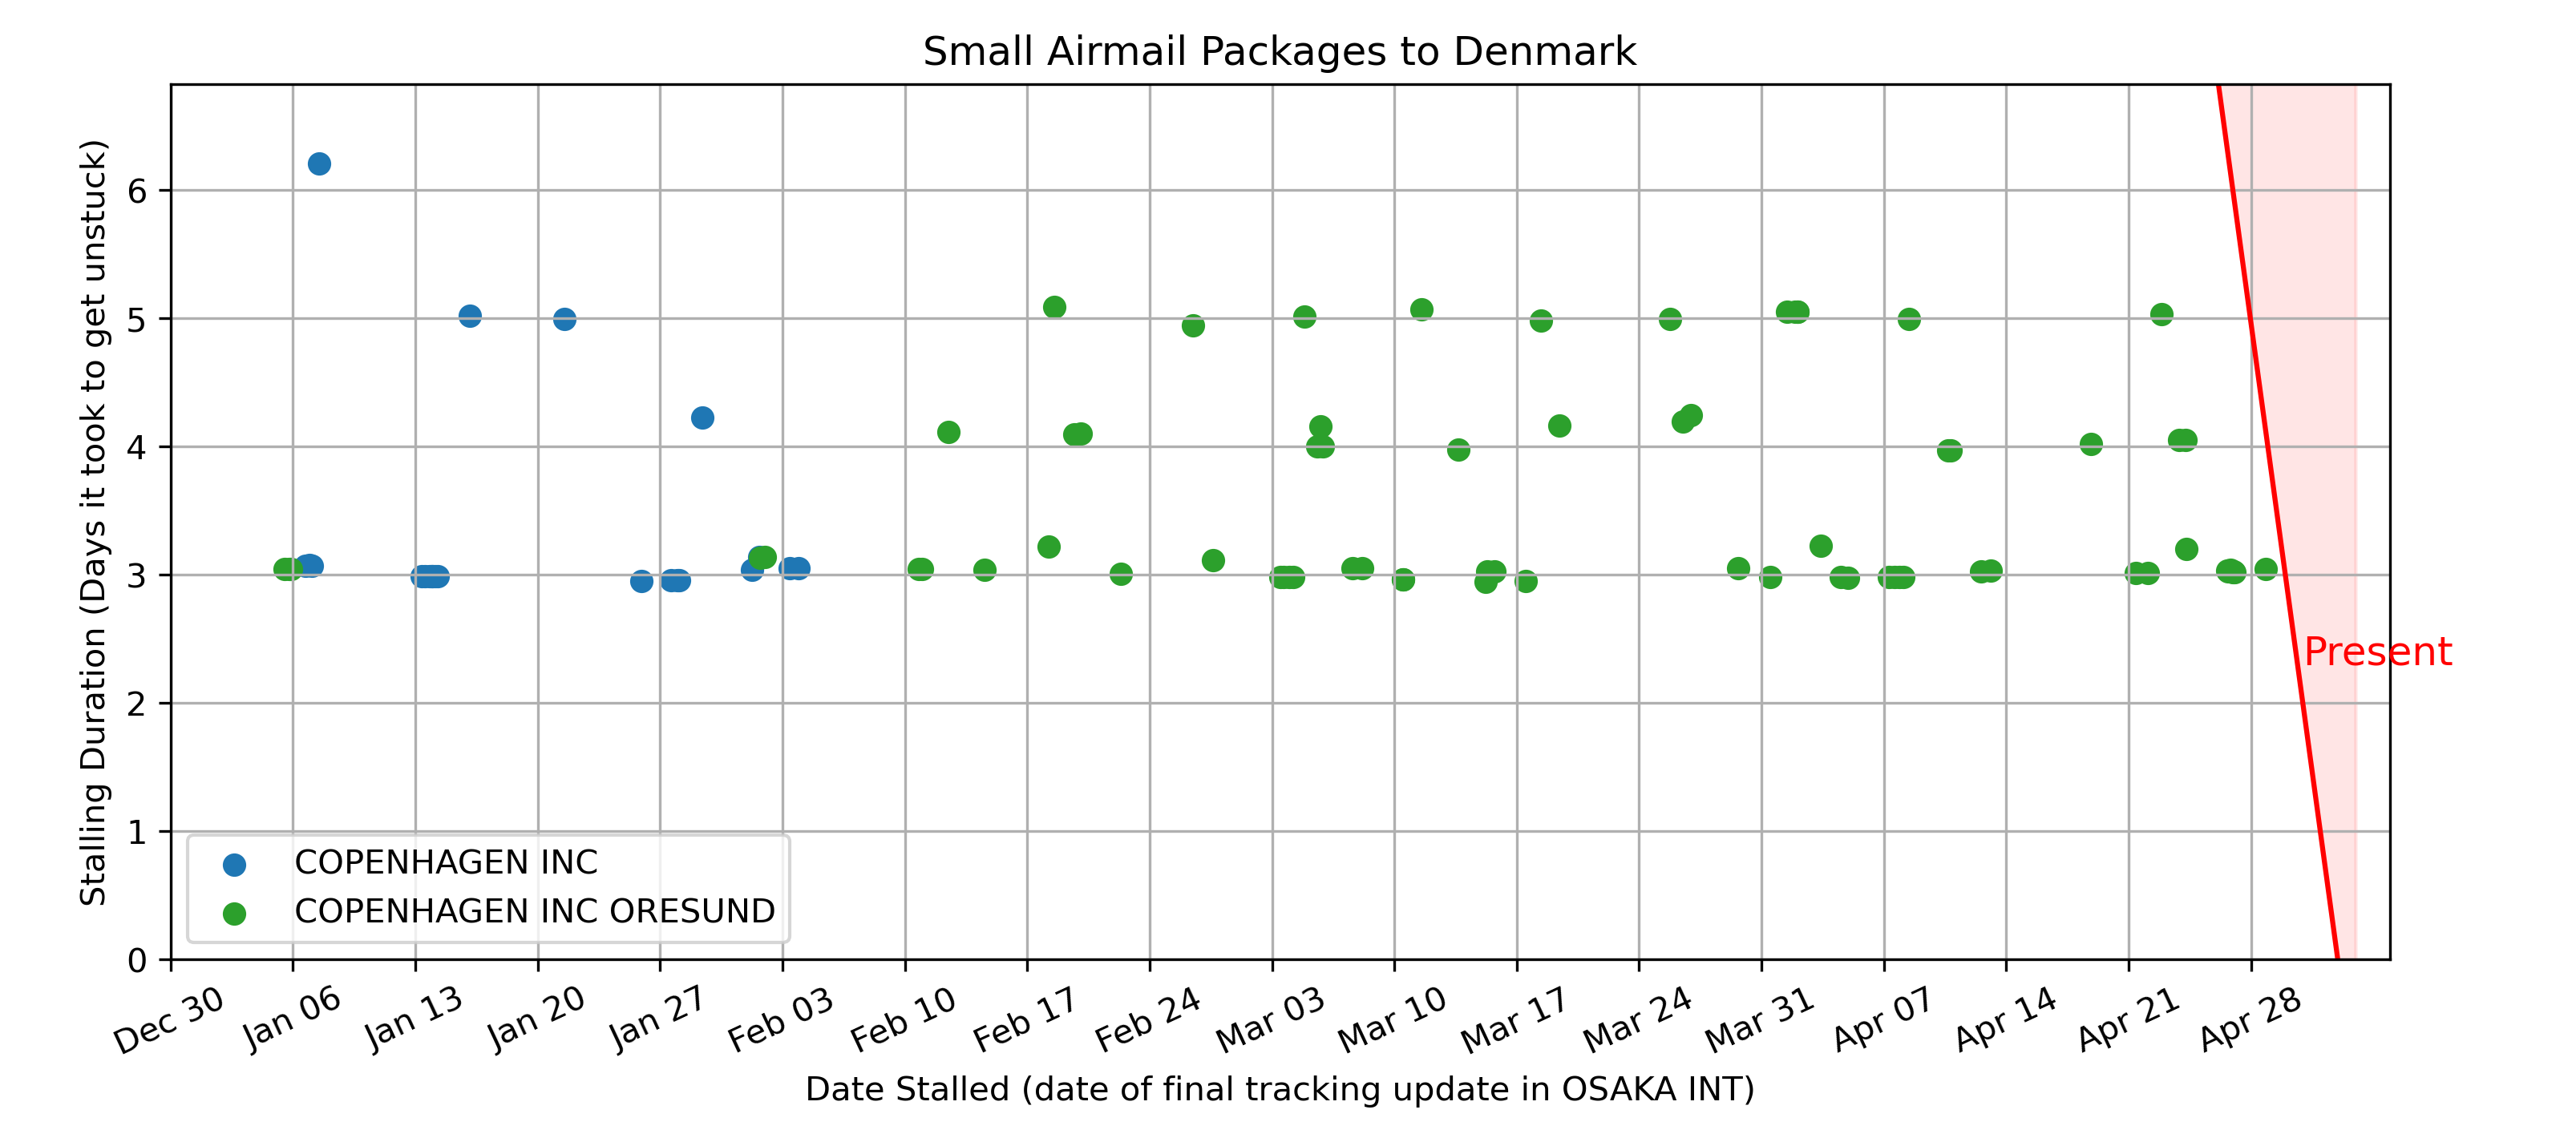 Small Airmail Packages to Denmark
Stalling Duration (Days it took to get unstuck)
6
5
4
3
2
1
0
Present
COPENHAGEN INC
COPENHAGEN INC ORESUND
Dec 30
Jan 06
Jan 13
Jan 20
Jan 27
Feb 03
Feb 10
Feb 17
Feb 24
Mar 03
Mar 10
Mar 17
Mar 24
Mar 31
Apr 07
Apr 14
Apr 21
Apr 28
Date Stalled (date of final tracking update in OSAKA INT)